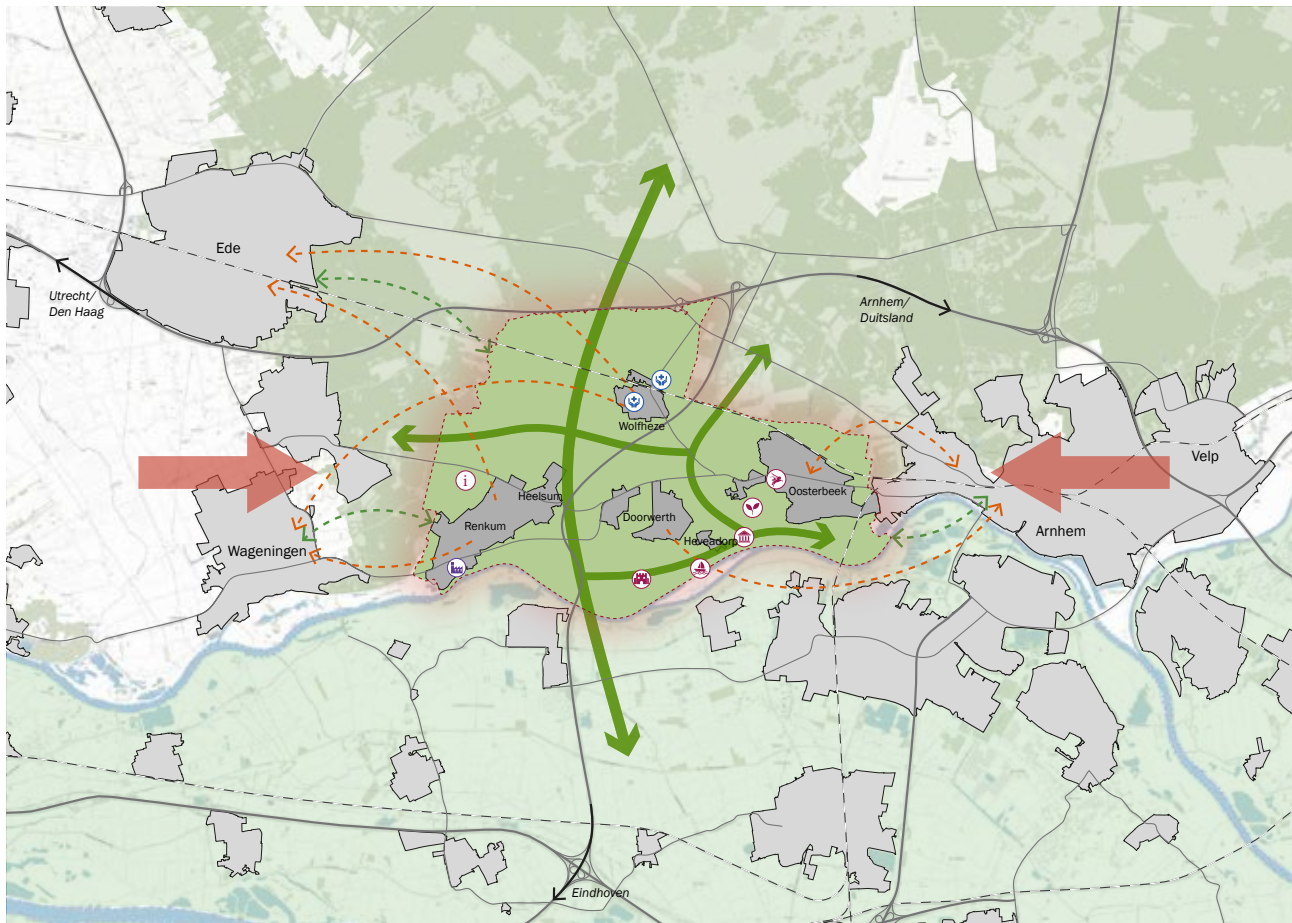 Ede
Utrecht/
Den Haag
Arnhem/
Duitsland
Wolfheze
Velp
Heelsum
Oosterbeek
Renkum
Doorwerth
Arnhem
Wageningen
Heveadorp
i
Eindhoven